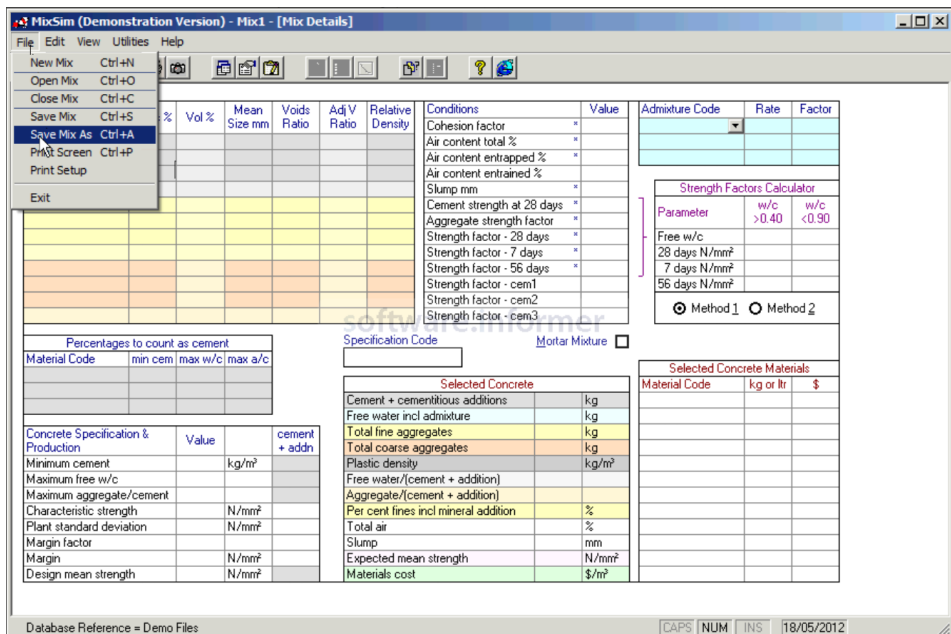 MixSim (Demonstration Version) - Mix1 - [Mix Details]
File Edit View Utilities Help
New Mix Ctrl+N
Open Mix Ctrl+O
Close Mix Ctrl+C
Save Mix Ctrl+S
Save Mix As Ctrl+A
Print Screen Ctrl+P
Print Setup
Exit
% Vol % Mean Size mm Voids Ratio Adj V Ratio Relative Density
Conditions Value
Cohesion factor *
Air content total % *
Air content entrapped % *
Air content entrained %
Slump mm *
Cement strength at 28 days *
Aggregate strength factor *
Strength factor - 28 days *
Strength factor - 7 days *
Strength factor - 56 days *
Strength factor - cem1
Strength factor - cem2
Strength factor - cem3
Admixture Code Rate Factor
Strength Factors Calculator
Parameter w/c >0.40 w/c <0.90
Free w/c
28 days N/mm²
7 days N/mm²
56 days N/mm²
Method 1 Method 2
software.informer
Percentages to count as cement
Material Code min cem max w/c max a/c
Specification Code
Mortar Mixture
Concrete Specification & Production Value cement + addn
Minimum cement kg/m³
Maximum free w/c
Maximum aggregate/cement
Characteristic strength N/mm²
Plant standard deviation N/mm²
Margin factor
Margin N/mm²
Design mean strength N/mm²
Selected Concrete
Cement + cementitious additions kg
Free water incl admixture kg
Total fine aggregates kg
Total coarse aggregates kg
Plastic density kg/m³
Free water/(cement + addition)
Aggregate/(cement + addition)
Per cent fines incl mineral addition %
Total air %
Slump mm
Expected mean strength N/mm²
Materials cost $/m³
Selected Concrete Materials
Material Code kg or ltr $
Database Reference = Demo Files
CAPS NUM INS 18/05/2012